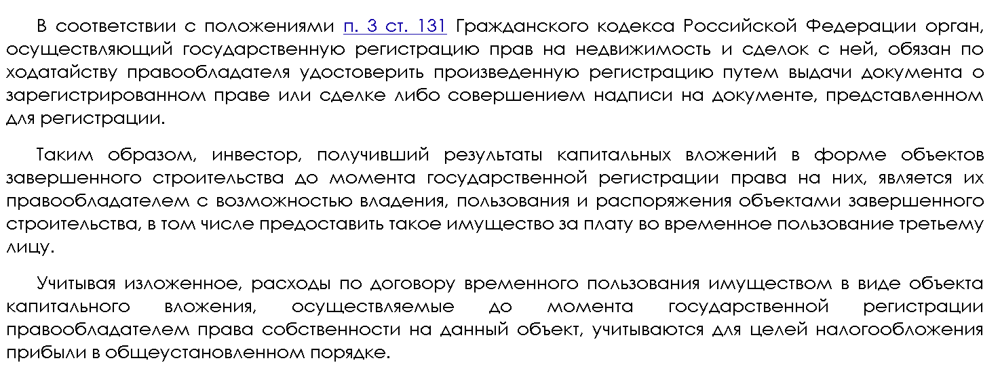 В соответствии с положениями п. 3 ст. 131 Гражданского кодекса Российской Федерации орган,
осуществляющий государственную регистрацию прав на недвижимость и сделок с ней, обязан по
ходатайству правообладателя удостоверить произведенную регистрацию путем выдачи документа о
зарегистрированном праве или сделке либо совершением надписи на документе, представленном
для регистрации.
Таким образом, инвестор, получивший результаты капитальных вложений в форме объектов
завершенного строительства до момента государственной регистрации права на них, является их
правообладателем с возможностью владения, пользования и распоряжения объектами завершенного
строительства, в том числе предоставить такое имущество за плату во временное пользование третьему
лицу.
Учитывая изложенное, расходы по договору временного пользования имуществом в виде объекта
капитального вложения, осуществляемые до момента государственной регистрации
правообладателем права собственности на данный объект, учитываются для целей налогообложения
прибыли в общеустановленном порядке.